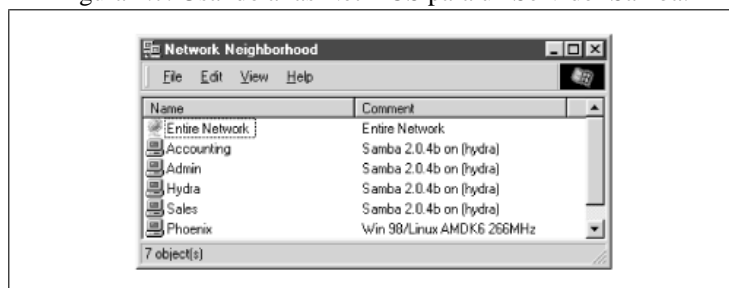 Network Neighborhood
File Edit View Help
Name Comment
Entire Network Entire Network
Accounting Samba 2.0.4b on (hydra)
Admin Samba 2.0.4b on (hydra)
Hydra Samba 2.0.4b on (hydra)
Sales Samba 2.0.4b on (hydra)
Phoenix Win 98/Linux AMDK6 266MHz
7 object(s)